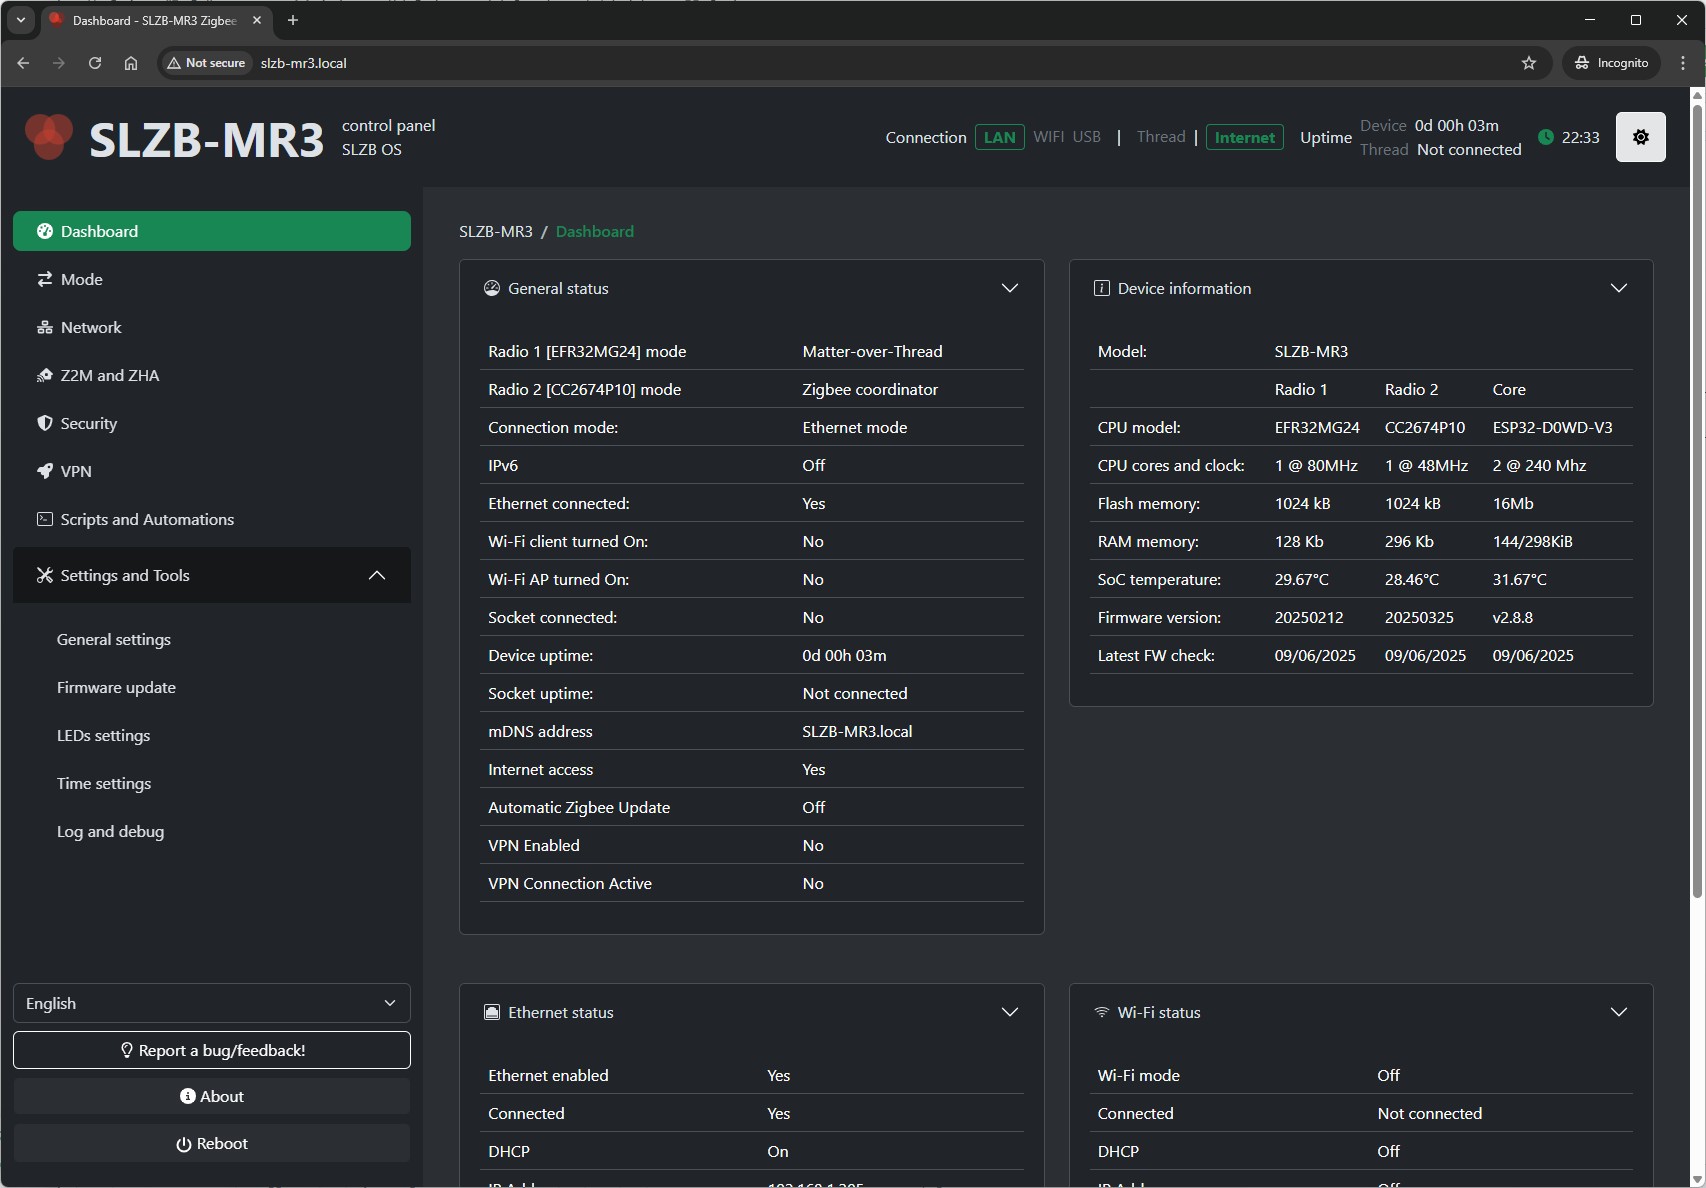 Dashboard - SLZB-MR3 Zigbee
Not secure
slzb-mr3.local
Incognito
SLZB-MR3
control panel
SLZB OS
Connection LAN WIFI USB | Thread | Internet
Uptime
Device 0d 00h 03m
Thread Not connected
22:33
Dashboard
Mode
Network
Z2M and ZHA
Security
VPN
Scripts and Automations
Settings and Tools
General settings
Firmware update
LEDs settings
Time settings
Log and debug
English
Report a bug/feedback!
About
Reboot
SLZB-MR3 / Dashboard
General status
Radio 1 [EFR32MG24] mode Matter-over-Thread
Radio 2 [CC2674P10] mode Zigbee coordinator
Connection mode: Ethernet mode
IPv6 Off
Ethernet connected: Yes
Wi-Fi client turned On: No
Wi-Fi AP turned On: No
Socket connected: No
Device uptime: 0d 00h 03m
Socket uptime: Not connected
mDNS address SLZB-MR3.local
Internet access Yes
Automatic Zigbee Update Off
VPN Enabled No
VPN Connection Active No
Device information
Model: SLZB-MR3
Radio 1 Radio 2 Core
CPU model: EFR32MG24 CC2674P10 ESP32-D0WD-V3
CPU cores and clock: 1 @ 80MHz 1 @ 48MHz 2 @ 240 Mhz
Flash memory: 1024 kB 1024 kB 16Mb
RAM memory: 128 Kb 296 Kb 144/298KiB
SoC temperature: 29.67°C 28.46°C 31.67°C
Firmware version: 20250212 20250325 v2.8.8
Latest FW check: 09/06/2025 09/06/2025 09/06/2025
Ethernet status
Ethernet enabled Yes
Connected Yes
DHCP On
Wi-Fi status
Wi-Fi mode Off
Connected Not connected
DHCP Off